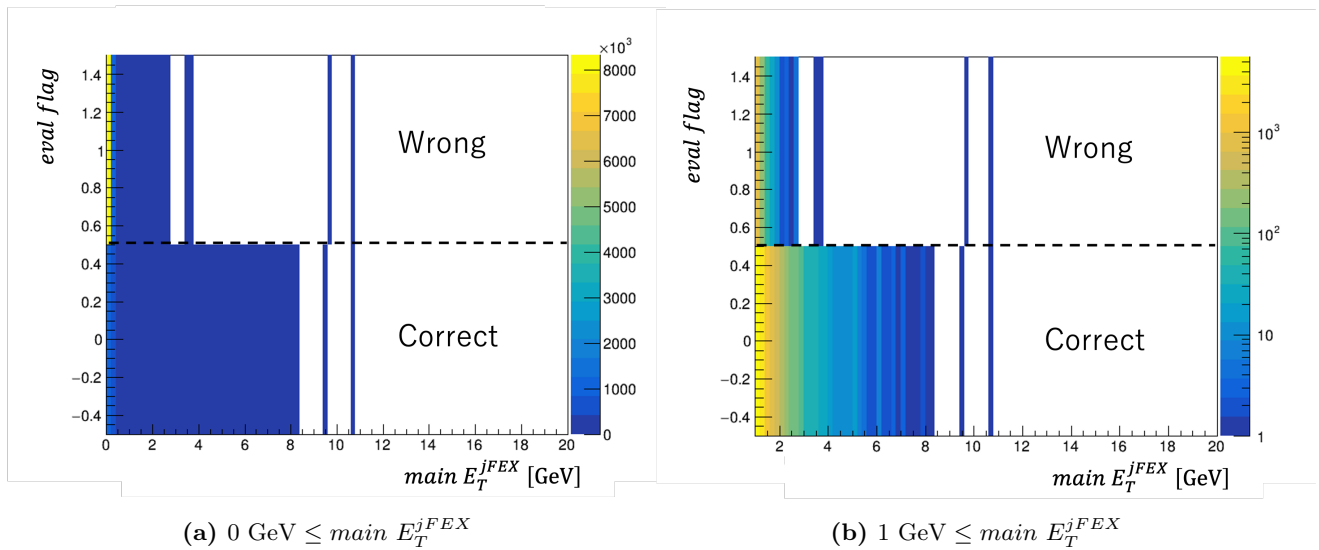 ×10³
eval flag
1.4
1.2
1
0.8
0.6
0.4
0.2
0
−0.2
−0.4
Wrong
Correct
8000
7000
6000
5000
4000
3000
2000
1000
0
0 2 4 6 8 10 12 14 16 18 20
main E_T^{jFEX} [GeV]
(a) 0 GeV ≤ main E_T^{jFEX}
eval flag
1.4
1.2
1
0.8
0.6
0.4
0.2
0
−0.2
−0.4
Wrong
Correct
10³
10²
10
1
2 4 6 8 10 12 14 16 18 20
main E_T^{jFEX} [GeV]
(b) 1 GeV ≤ main E_T^{jFEX}